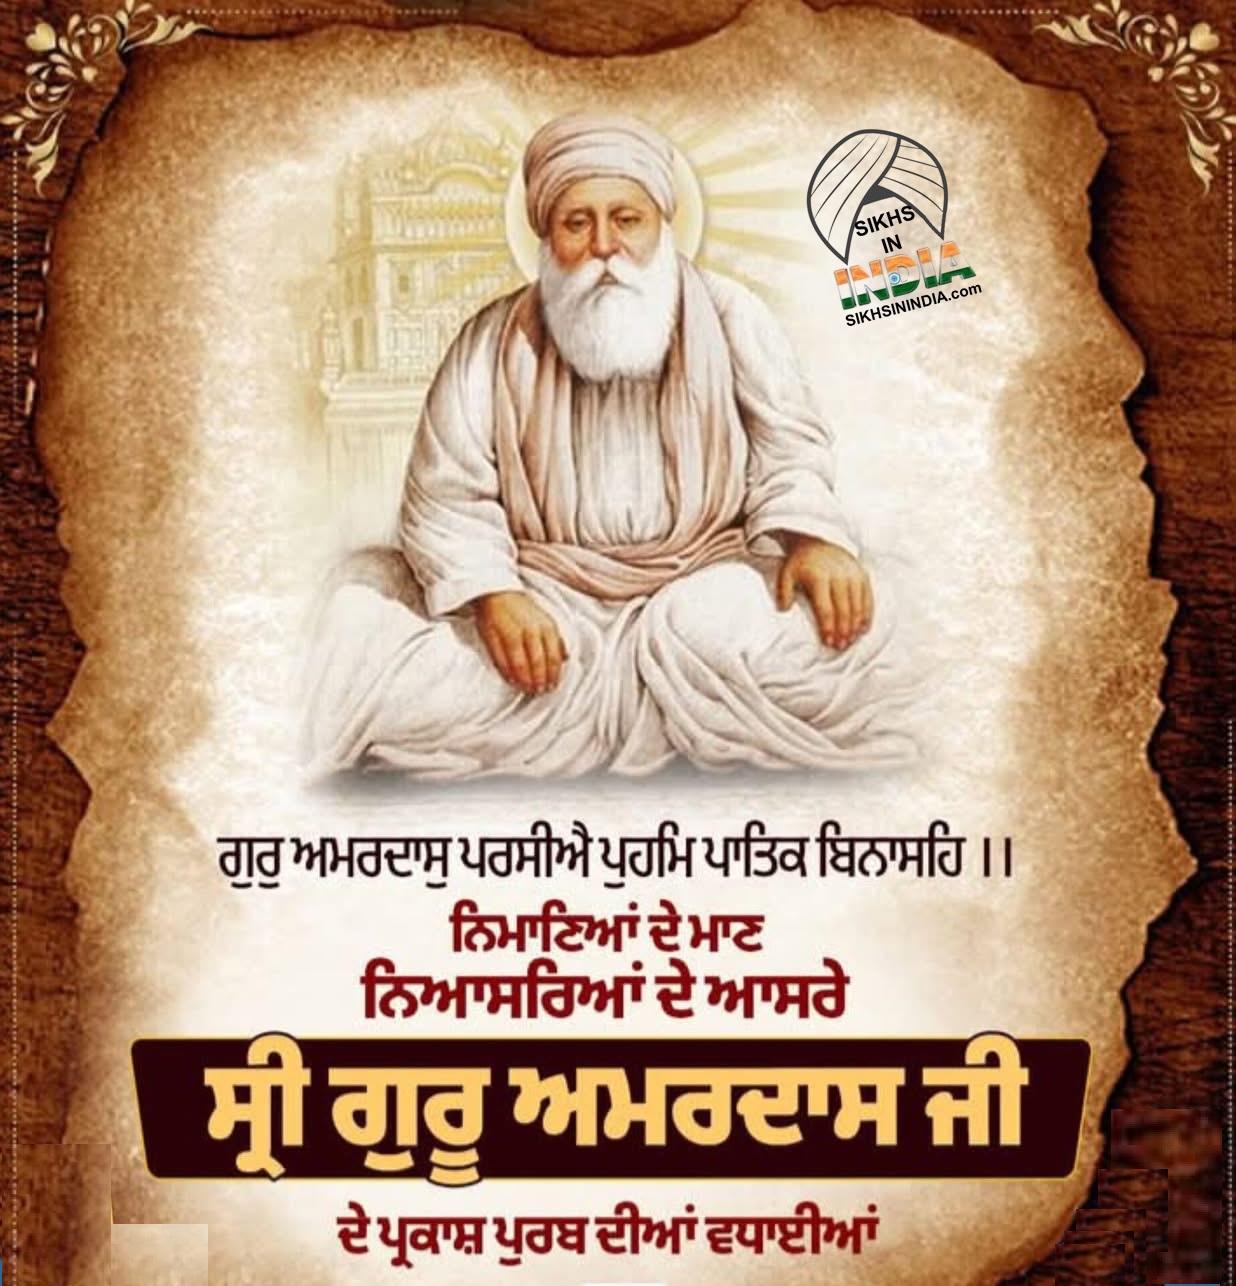 SIKHS
IN
INDIA
SIKHSININDIA.com
ਗੁਰੁ ਅਮਰਦਾਸੁ ਪਰਸੀਐ ਪੁਹਮਿ ਪਾਤਿਕ ਬਿਨਾਸਹਿ ।।
ਨਿਮਾਣਿਆਂ ਦੇ ਮਾਣ
ਨਿਆਸਰਿਆਂ ਦੇ ਆਸਰੇ
ਸ੍ਰੀ ਗੁਰੂ ਅਮਰਦਾਸ ਜੀ
ਦੇ ਪ੍ਰਕਾਸ਼ ਪੁਰਬ ਦੀਆਂ ਵਧਾਈਆਂ